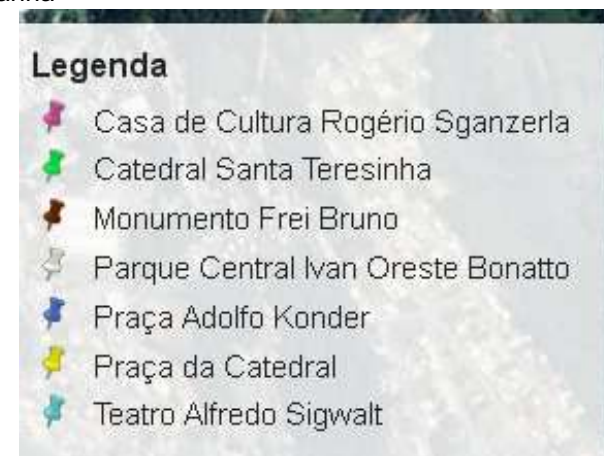 Legenda
Casa de Cultura Rogério Sganzerla
Catedral Santa Teresinha
Monumento Frei Bruno
Parque Central Ivan Oreste Bonatto
Praça Adolfo Konder
Praça da Catedral
Teatro Alfredo Sigwalt